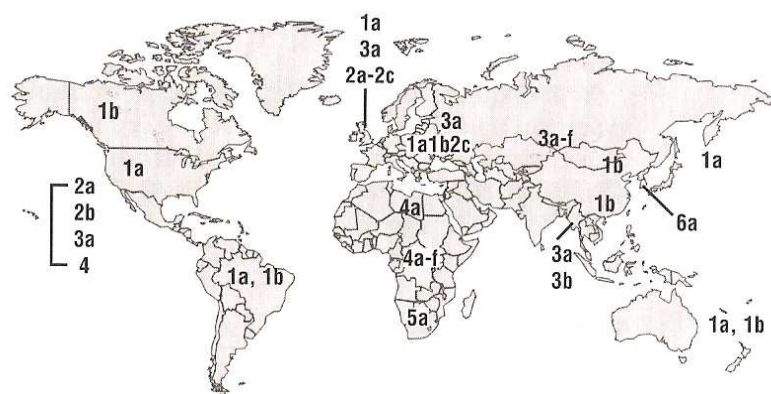 1a
3a
2a-2c
1b
3a
1a1b2c
3a-f
1b
1a
1a
2a
2b
3a
4
4a
1b
6a
4a-f
3a
3b
1a, 1b
5a
1a, 1b